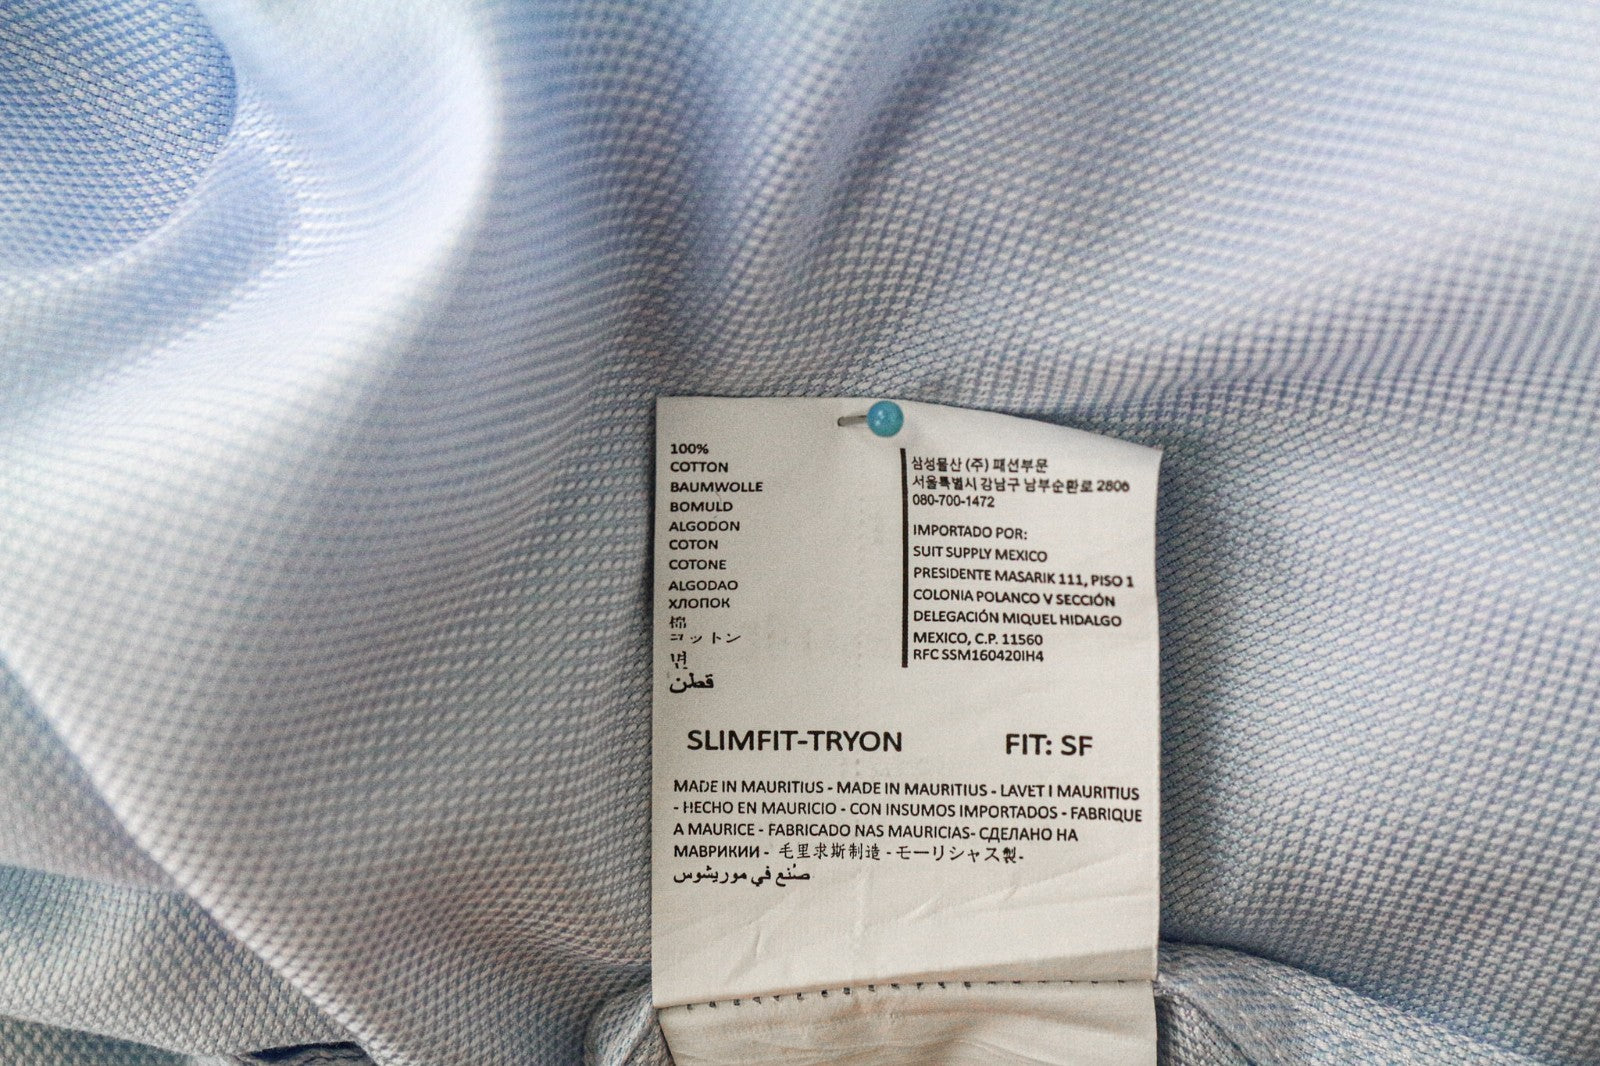 100%
COTTON
BAUMWOLLE
BOMULD
ALGODON
COTON
COTONE
ALGODAO
ХЛОПОК
棉
コットン
면
قطن
삼성물산 (주) 패션부문
서울특별시 강남구 남부순환로 2806
080-700-1472
IMPORTADO POR:
SUIT SUPPLY MEXICO
PRESIDENTE MASARIK 111, PISO 1
COLONIA POLANCO V SECCIÓN
DELEGACIÓN MIQUEL HIDALGO
MEXICO, C.P. 11560
RFC SSM160420IH4
SLIMFIT-TRYON FIT: SF
MADE IN MAURITIUS - MADE IN MAURITIUS - LAVET I MAURITIUS
- HECHO EN MAURICIO - CON INSUMOS IMPORTADOS - FABRIQUE
A MAURICE - FABRICADO NAS MAURICIAS- СДЕЛАНО НА
МАВРИКИИ - 毛里求斯制造 - モーリシャス製-
صُنع في موريشوس